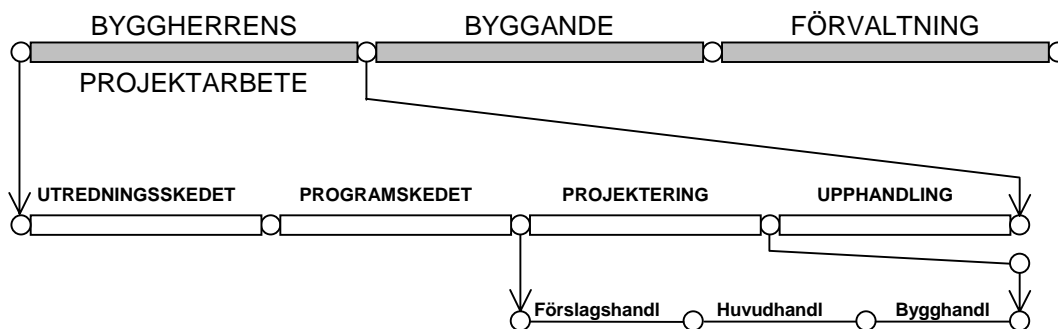 BYGGHERRENS BYGGANDE FÖRVALTNING
PROJEKTARBETE
UTREDNINGSSKEDET PROGRAMSKEDET PROJEKTERING UPPHANDLING
Förslagshandl Huvudhandl Bygghandl